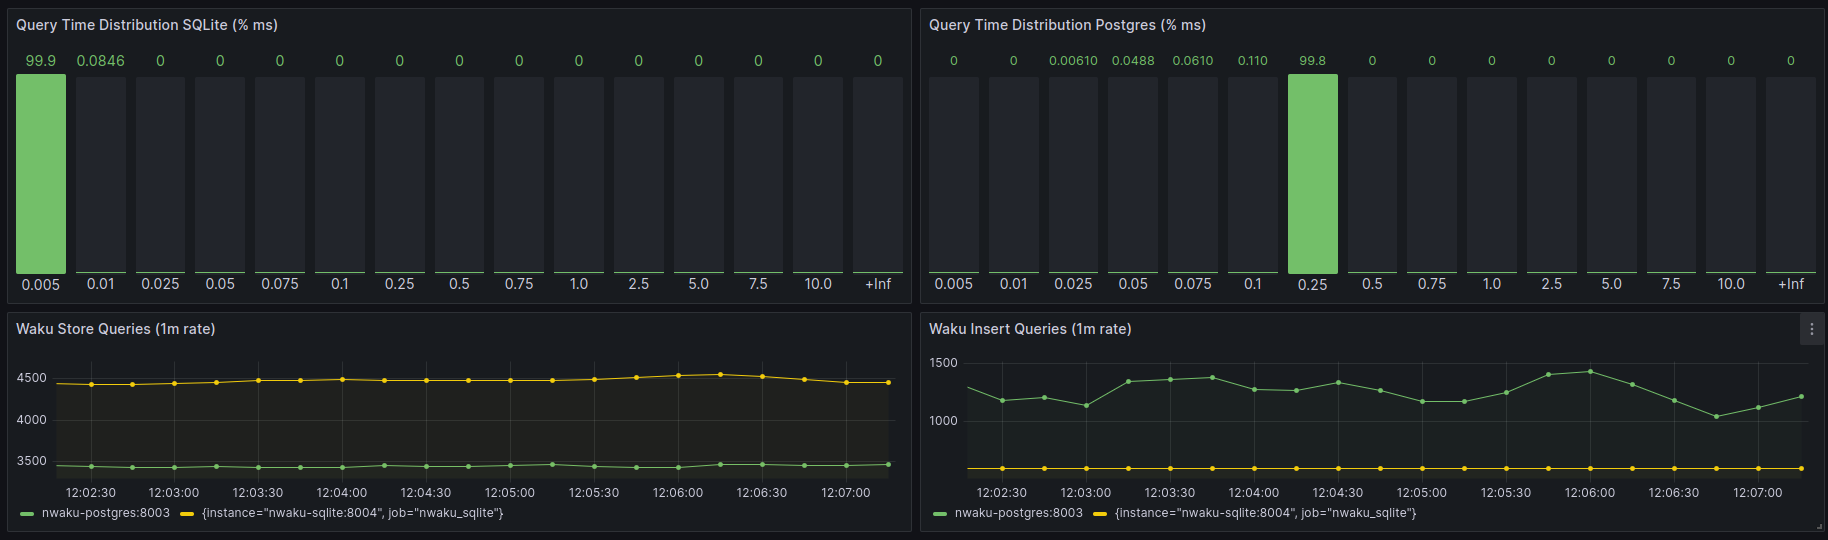 Query Time Distribution SQLite (% ms)
99.9 0.0846 0 0 0 0 0 0 0 0 0 0 0 0 0
0.005 0.01 0.025 0.05 0.075 0.1 0.25 0.5 0.75 1.0 2.5 5.0 7.5 10.0 +Inf
Query Time Distribution Postgres (% ms)
0 0 0.00610 0.0488 0.0610 0.110 99.8 0 0 0 0 0 0 0 0
0.005 0.01 0.025 0.05 0.075 0.1 0.25 0.5 0.75 1.0 2.5 5.0 7.5 10.0 +Inf
Waku Store Queries (1m rate)
4500
4000
3500
12:02:30 12:03:00 12:03:30 12:04:00 12:04:30 12:05:00 12:05:30 12:06:00 12:06:30 12:07:00
nwaku-postgres:8003 {instance="nwaku-sqlite:8004", job="nwaku_sqlite"}
Waku Insert Queries (1m rate)
1500
1000
12:02:30 12:03:00 12:03:30 12:04:00 12:04:30 12:05:00 12:05:30 12:06:00 12:06:30 12:07:00
nwaku-postgres:8003 {instance="nwaku-sqlite:8004", job="nwaku_sqlite"}